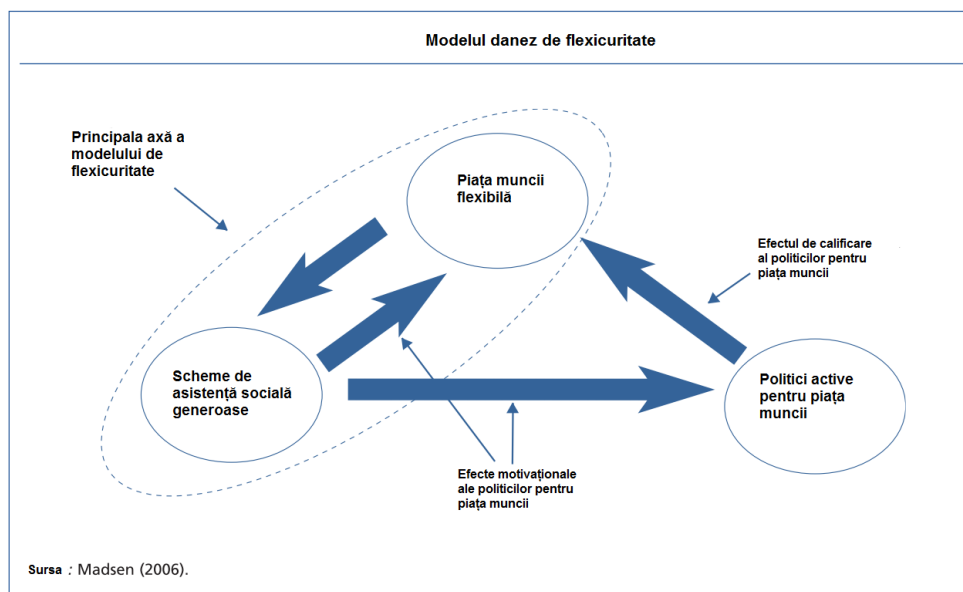 Modelul danez de flexicuritate
Principala axă a
modelului de
flexicuritate
Piața muncii
flexibilă
Efectul de calificare
al politicilor pentru
piața muncii
Scheme de
asistență socială
generoase
Politici active
pentru piața
muncii
Efecte motivaționale
ale politicilor pentru
piața muncii
Sursa : Madsen (2006).